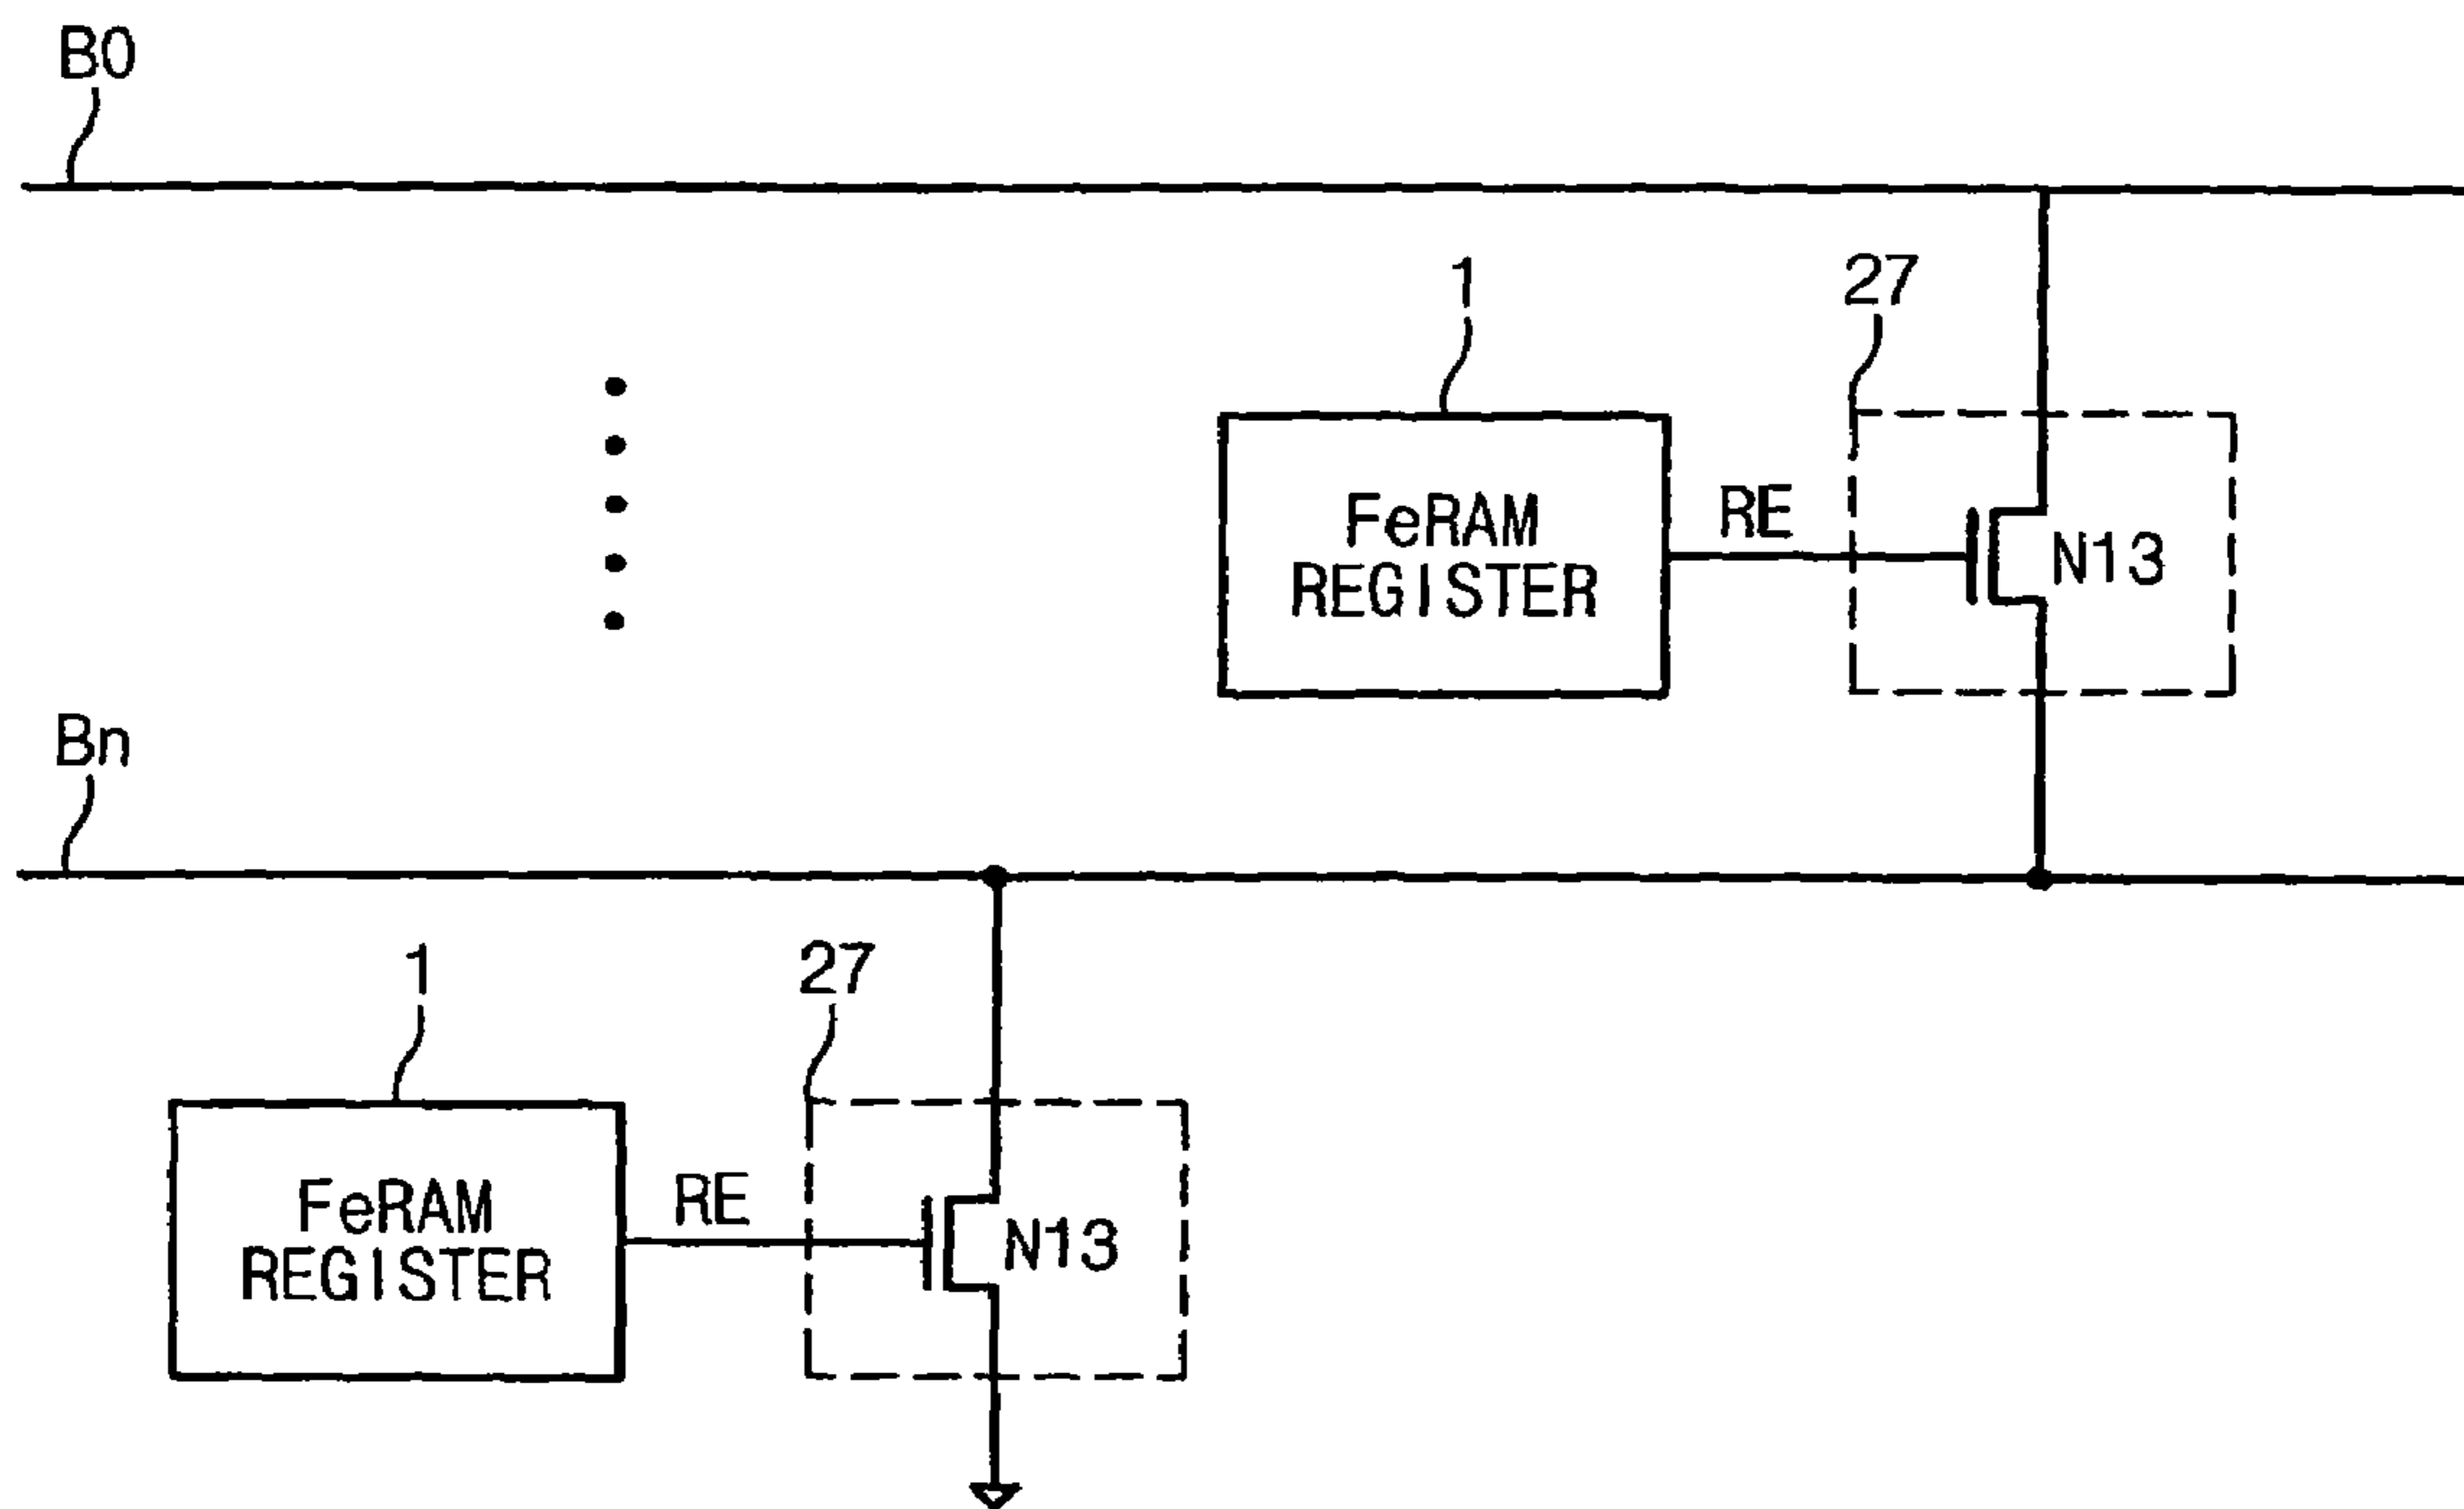 B0
1
27
FeRAM
REGISTER
RE
N13
Bn
1
27
FeRAM
REGISTER
RE
N13